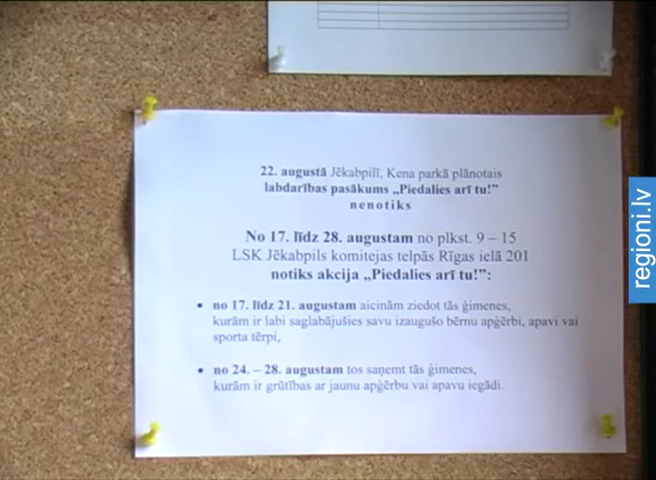 22. augustā Jēkabpilī, Kena parkā plānotais
labdarības pasākums „Piedalies arī tu!”
nenotiks
No 17. līdz 28. augustam no plkst. 9 – 15
LSK Jēkabpils komitejas telpās Rīgas ielā 201
notiks akcija „Piedalies arī tu!”:
• no 17. līdz 21. augustam aicinām ziedot tās ģimenes,
kurām ir labi saglabājušies savu izaugušo bērnu apģērbi, apavi vai
sporta tērpi,
• no 24. – 28. augustam tos saņemt tās ģimenes,
kurām ir grūtības ar jaunu apģērbu vai apavu iegādi.
regioni.lv